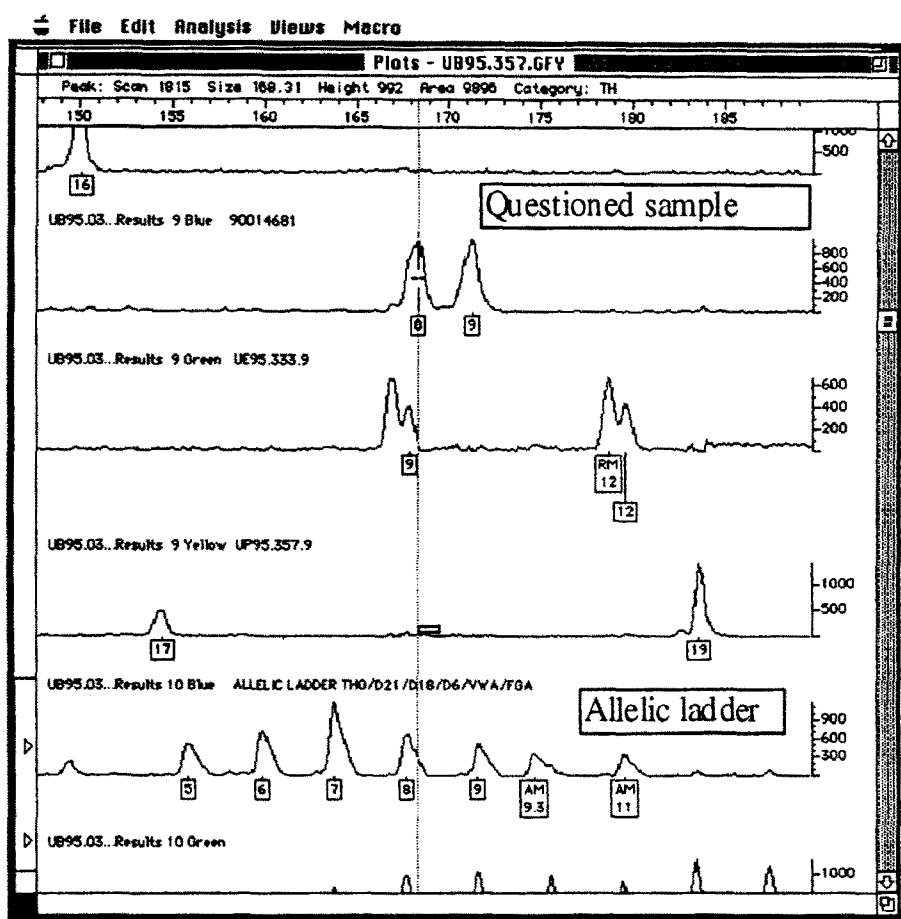 File Edit Analysis Views Macro
Plots - UB95.357.GFY
Peak: Scan 1815 Size 168.31 Height 992 Area 9896 Category: TH
150 155 160 165 170 175 180 185
1000
500
16
Questioned sample
UB95.03...Results 9 Blue 90014681
800
600
400
200
8 9
UB95.03...Results 9 Green UE95.333.9
600
400
200
9 RM 12
12
UB95.03...Results 9 Yellow UP95.357.9
1000
500
17 19
UB95.03...Results 10 Blue ALLELIC LADDER THO/D21/D18/D6/VWA/FGA
Allelic ladder
900
600
300
5 6 7 8 9 AM 9.3 AM 11
UB95.03...Results 10 Green
1000